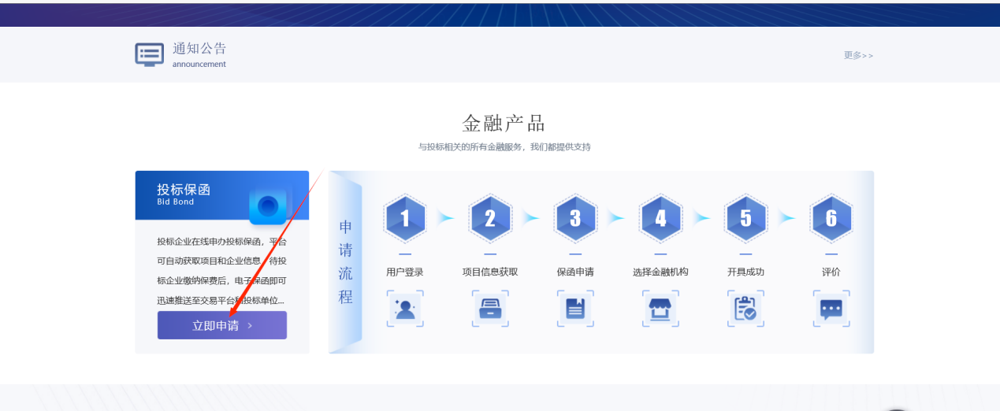 通知公告
announcement
更多>>
金融产品
与投标相关的所有金融服务，我们都提供支持
投标保函
Bid Bond
投标企业在线申办投标保函，平台
可自动获取项目和企业信息，待投
标企业缴纳保费后，电子保函即可
迅速推送至交易平台和投标单位...
立即申请 >
申请流程
1
2
3
4
5
6
用户登录
项目信息获取
保函申请
选择金融机构
开具成功
评价